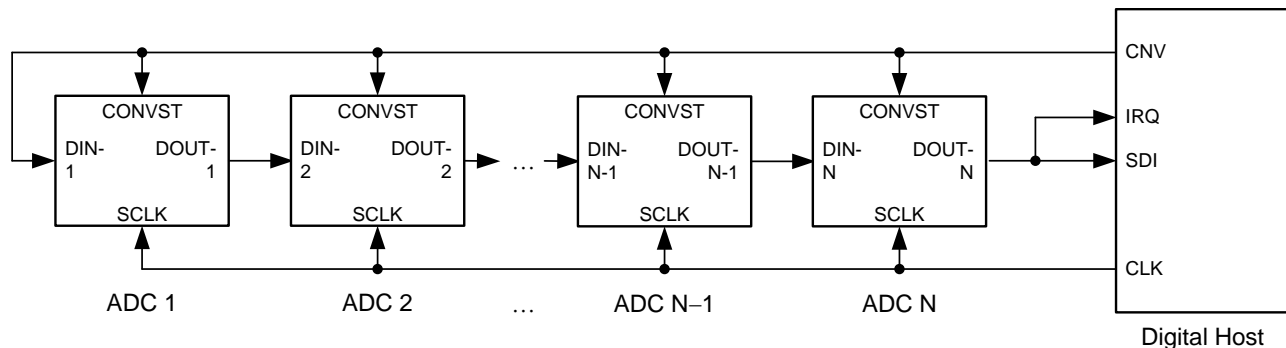 CNV
CONVST
CONVST
CONVST
CONVST
IRQ
DIN-
1
DOUT-
1
DIN-
2
DOUT-
2
...
DIN-
N-1
DOUT-
N-1
DIN-
N
DOUT-
N
SDI
SCLK
SCLK
SCLK
SCLK
CLK
ADC 1
ADC 2
...
ADC N−1
ADC N
Digital Host